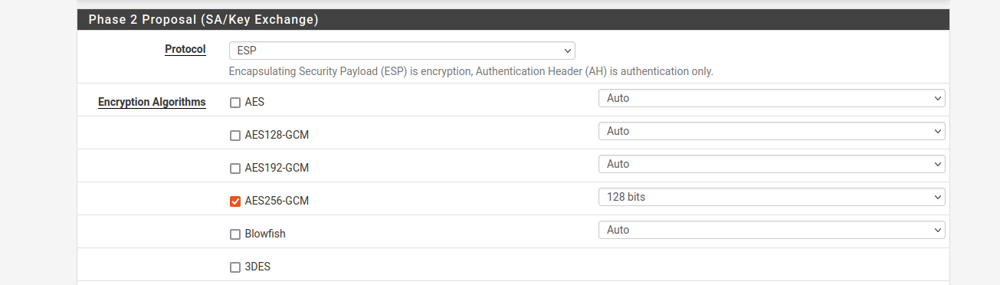 Phase 2 Proposal (SA/Key Exchange)
Protocol ESP
Encapsulating Security Payload (ESP) is encryption, Authentication Header (AH) is authentication only.
Encryption Algorithms AES Auto
AES128-GCM Auto
AES192-GCM Auto
AES256-GCM 128 bits
Blowfish Auto
3DES